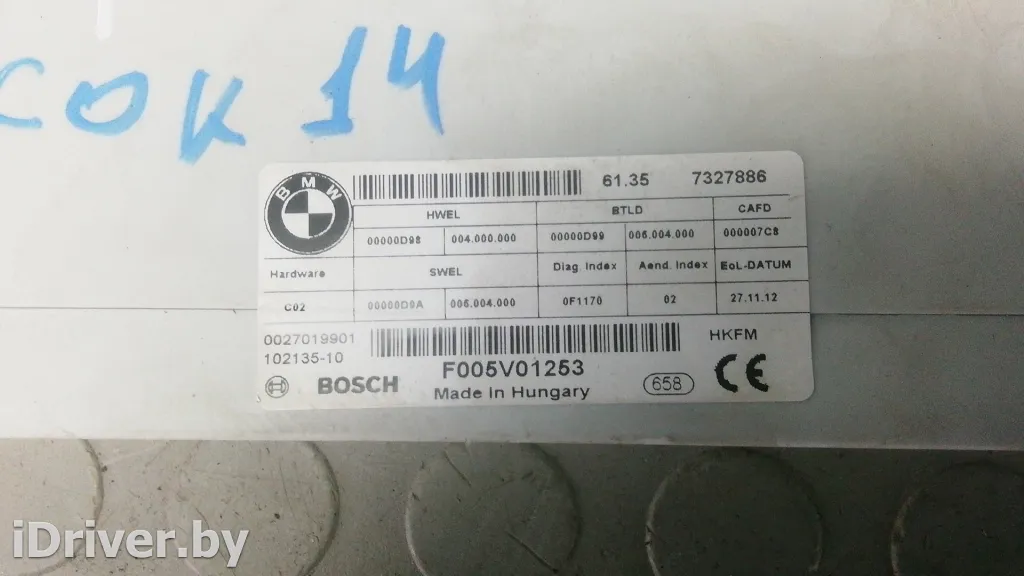 СОК 14
BMW
61.35 7327886
HWEL BTLD CAFD
00000D98 004.000.000 00000D99 006.004.000 000007C8
Hardware SWEL Diag. Index Aend. Index EoL-DATUM
C02 00000D9A 006.004.000 0F1170 02 27.11.12
0027019901 HKFM
102135-10
BOSCH F005V01253 658 CE
Made In Hungary
iDriver.by